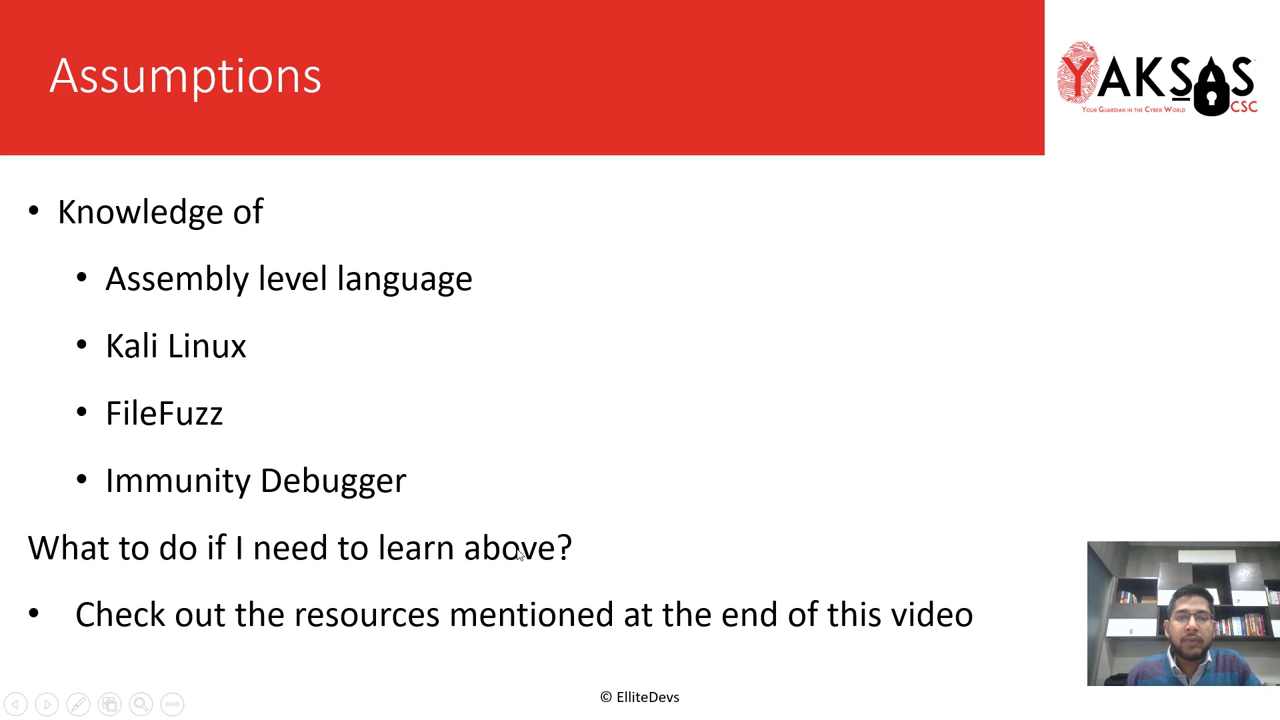 Assumptions
YAKSAS
CSC
YOUR GUARDIAN IN THE CYBER WORLD
• Knowledge of
• Assembly level language
• Kali Linux
• FileFuzz
• Immunity Debugger
What to do if I need to learn above?
• Check out the resources mentioned at the end of this video
© ElliteDevs